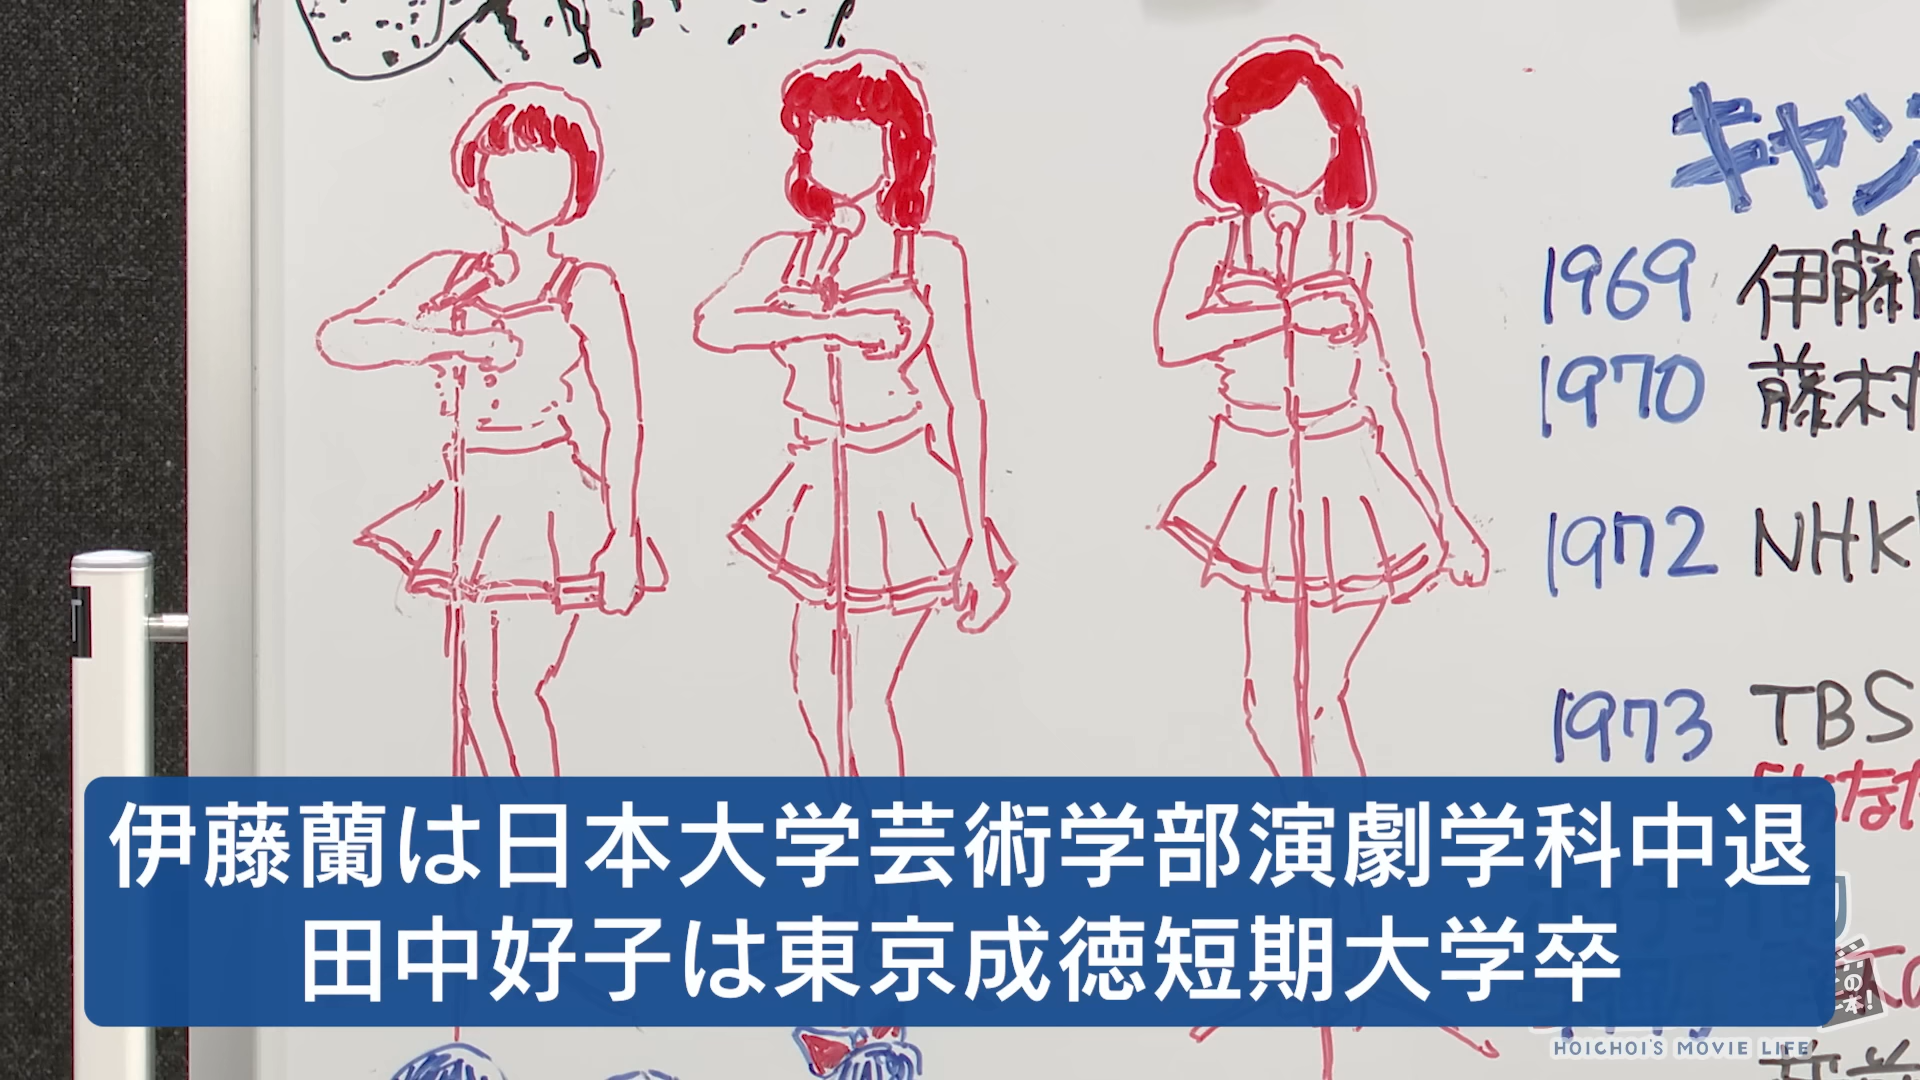 キャン
1969 伊藤
1970 藤村
1972 NHK
1973 TBS
伊藤蘭は日本大学芸術学部演劇学科中退
田中好子は東京成徳短期大学卒
HOICHOI'S MOVIE LIFE